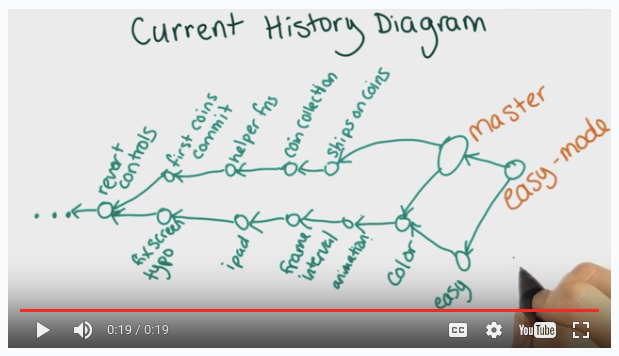 Current History Diagram
revert
controls
first coins
commit
helper fns
coin collection
ships on coins
master
easy-mode
fix screen
typo
ipad
frame
interval
animation
color
easy
0:19 / 0:19
CC
YouTube